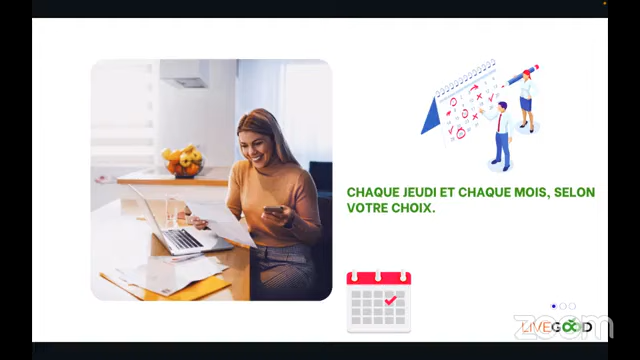 CHAQUE JEUDI ET CHAQUE MOIS, SELON
VOTRE CHOIX.
LIVEGOOD
zoom